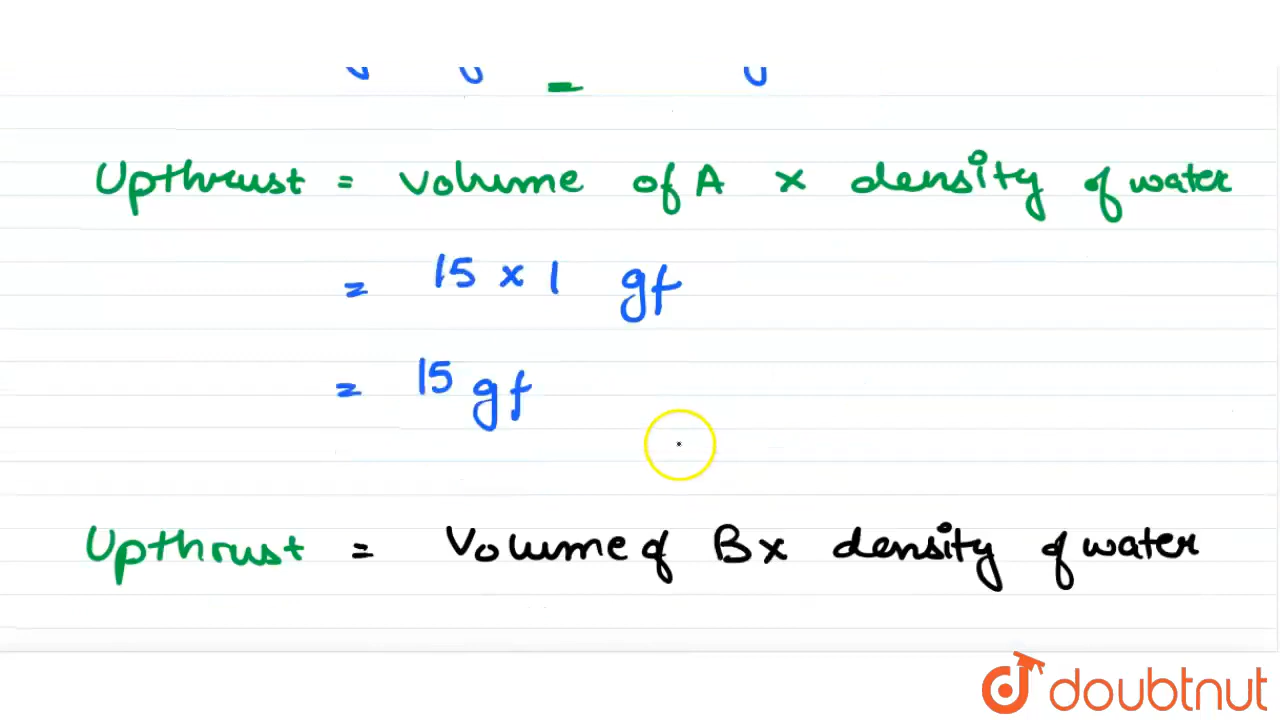 Upthrust = volume of A x density of water
= 15 x 1 gf
= 15 gf
Upthrust = Volume of B x density of water
doubtnut